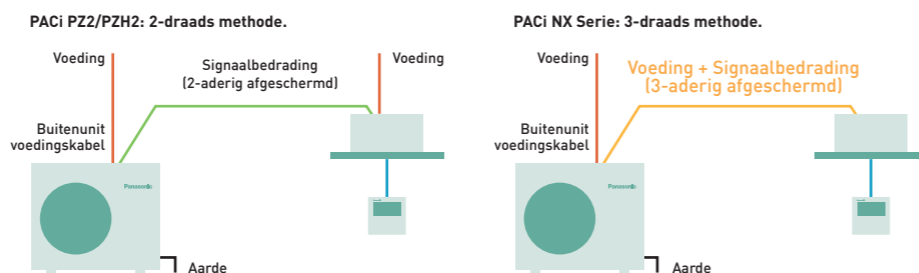 PACi PZ2/PZH2: 2-draads methode.
Voeding
Signaalbedrading
(2-aderig afgeschermd)
Voeding
Buitenunit
voedingskabel
Panasonic
Aarde
PACi NX Serie: 3-draads methode.
Voeding
Voeding + Signaalbedrading
(3-aderig afgeschermd)
Buitenunit
voedingskabel
Panasonic
Aarde